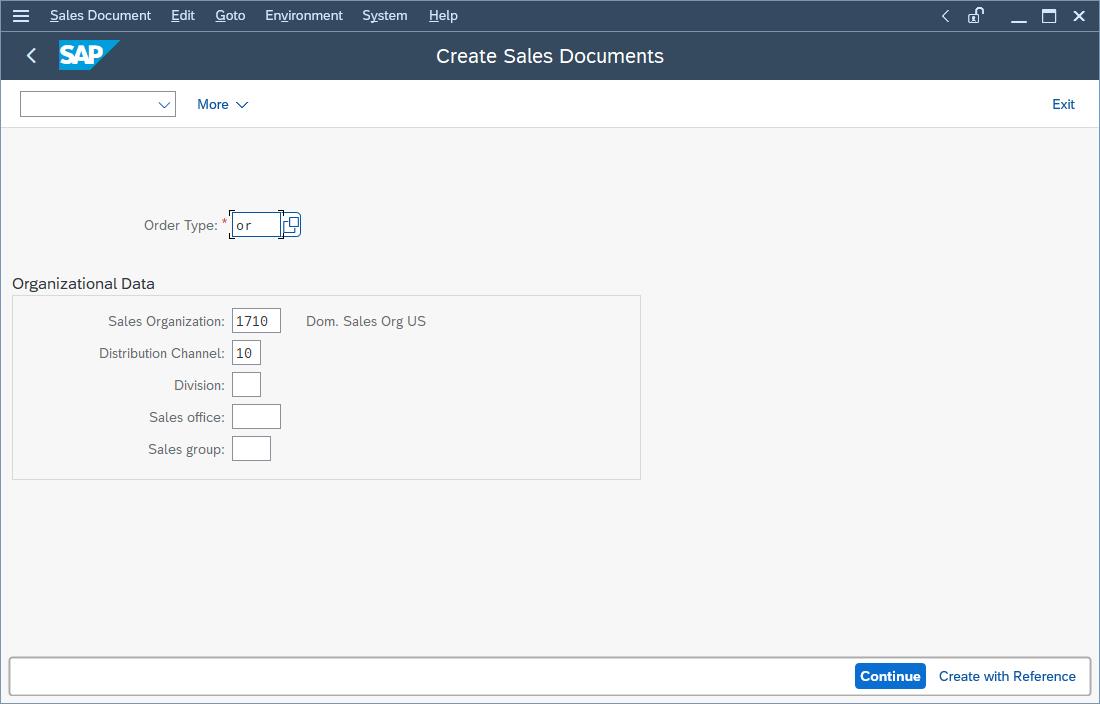 Sales Document Edit Goto Environment System Help
SAP Create Sales Documents
More Exit
Order Type: * or
Organizational Data
Sales Organization: 1710 Dom. Sales Org US
Distribution Channel: 10
Division:
Sales office:
Sales group:
Continue Create with Reference